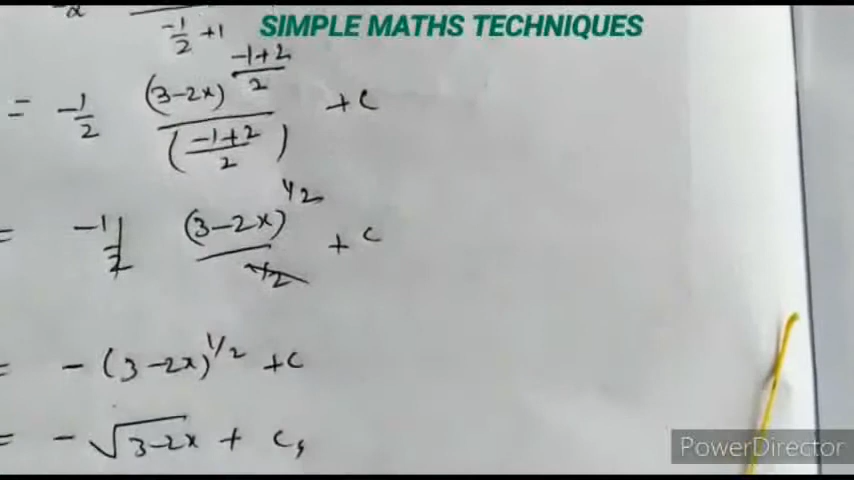 SIMPLE MATHS TECHNIQUES
-1/2 +1
= -1/2 (3-2x)^(-1+2)/2 / ((-1+2)/2) + c
= -1/2 (3-2x)^1/2 / 1/2 + c
= - (3-2x)^1/2 + c
= - √3-2x + c,
PowerDirector